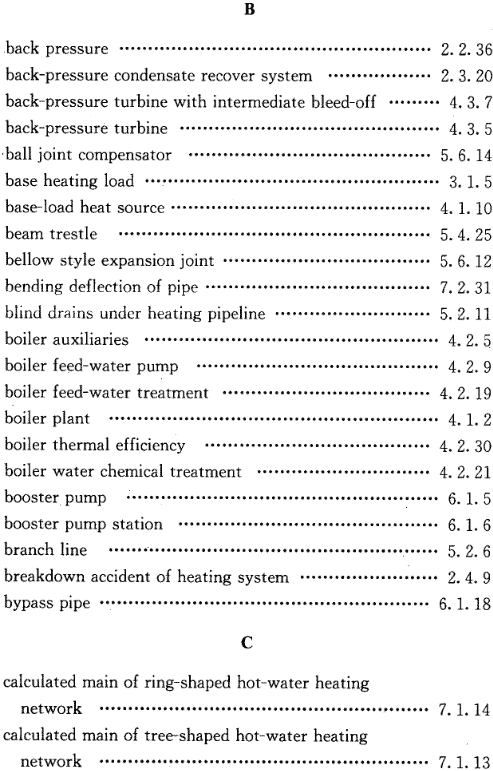 B
back pressure ·········· 2. 2. 36
back-pressure condensate recover system ·········· 2. 3. 20
back-pressure turbine with intermediate bleed-off ········· 4. 3. 7
back-pressure turbine ·········· 4. 3. 5
ball joint compensator ·········· 5. 6. 14
base heating load ·········· 3. 1. 5
base-load heat source ·········· 4. 1. 10
beam trestle ·········· 5. 4. 25
bellow style expansion joint ·········· 5. 6. 12
bending deflection of pipe ·········· 7. 2. 31
blind drains under heating pipeline ·········· 5. 2. 11
boiler auxiliaries ·········· 4. 2. 5
boiler feed-water pump ·········· 4. 2. 9
boiler feed-water treatment ·········· 4. 2. 19
boiler plant ·········· 4. 1. 2
boiler thermal efficiency ·········· 4. 2. 30
boiler water chemical treatment ·········· 4. 2. 21
booster pump ·········· 6. 1. 5
booster pump station ·········· 6. 1. 6
branch line ·········· 5. 2. 6
breakdown accident of heating system ·········· 2. 4. 9
bypass pipe ·········· 6. 1. 18
C
calculated main of ring-shaped hot-water heating
network ·········· 7. 1. 14
calculated main of tree-shaped hot-water heating
network ·········· 7. 1. 13